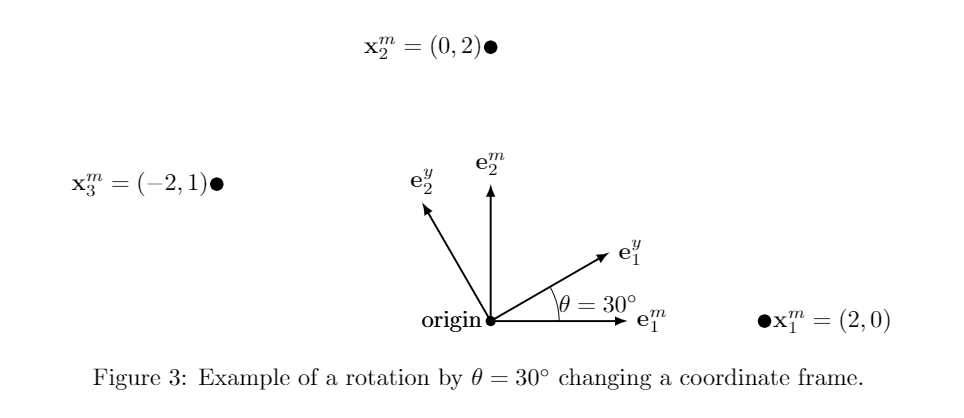 x₂ᵐ = (0, 2)
x₃ᵐ = (−2, 1)
e₂ᵐ
e₂ʸ
e₁ʸ
θ = 30°
origin
e₁ᵐ
x₁ᵐ = (2, 0)
Figure 3: Example of a rotation by θ = 30° changing a coordinate frame.